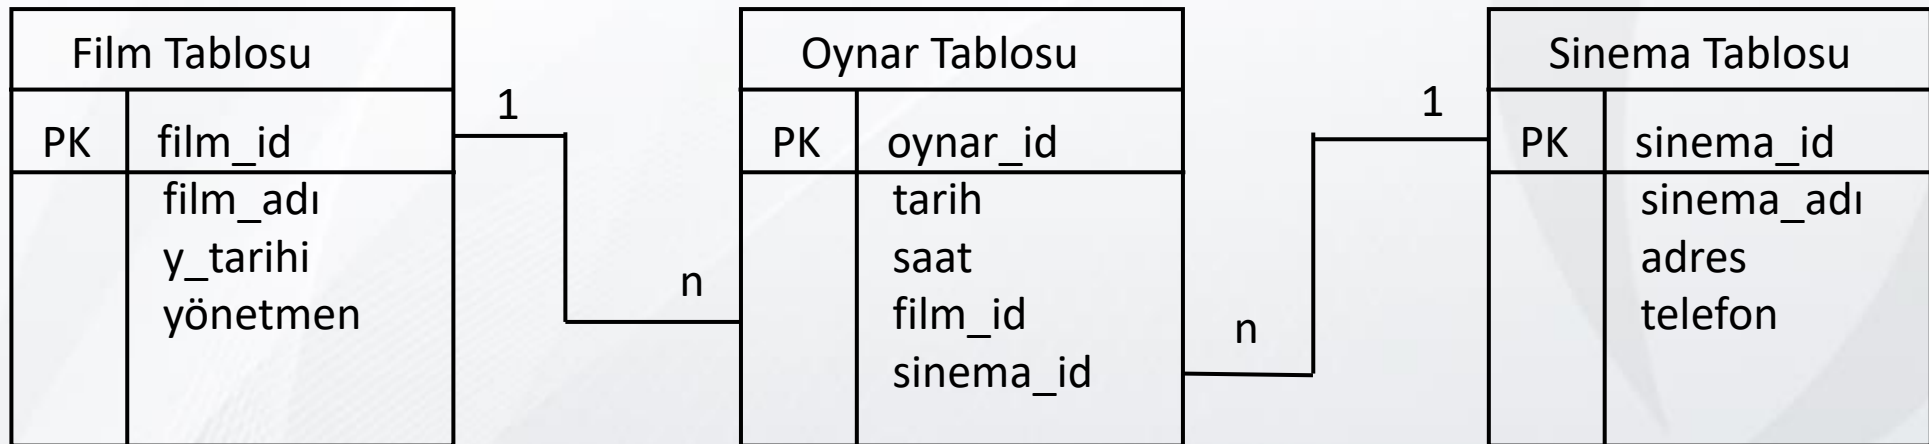 Film Tablosu
PK film_id
film_adı
y_tarihi
yönetmen
1
n
Oynar Tablosu
PK oynar_id
tarih
saat
film_id
sinema_id
n
1
Sinema Tablosu
PK sinema_id
sinema_adı
adres
telefon